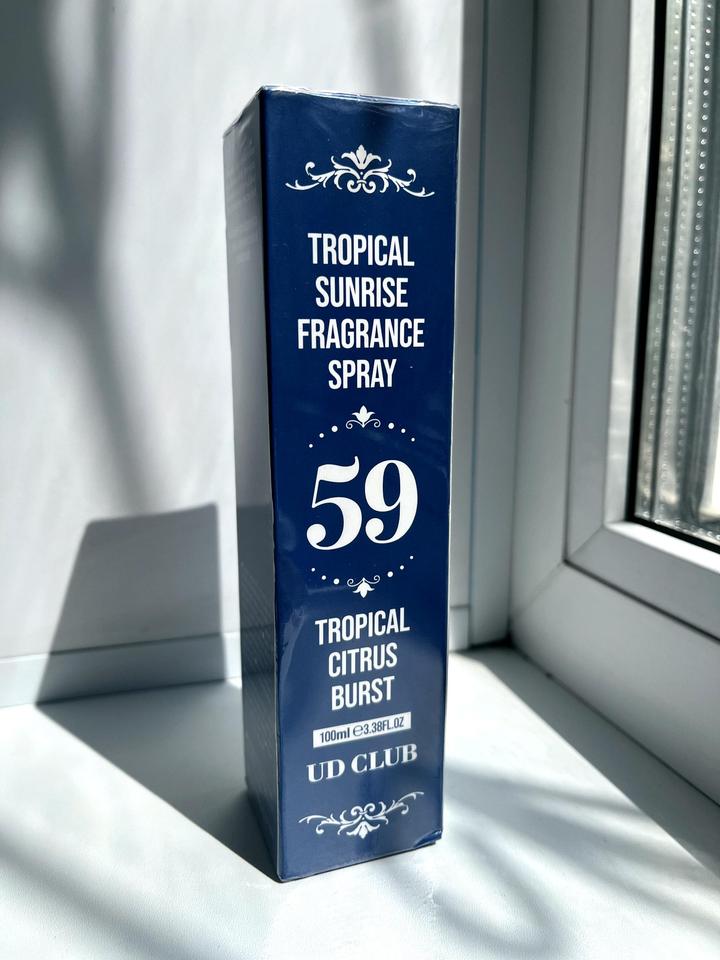 TROPICAL
SUNRISE
FRAGRANCE
SPRAY
59
TROPICAL
CITRUS
BURST
100ml ℮3.38FL.OZ
UD CLUB